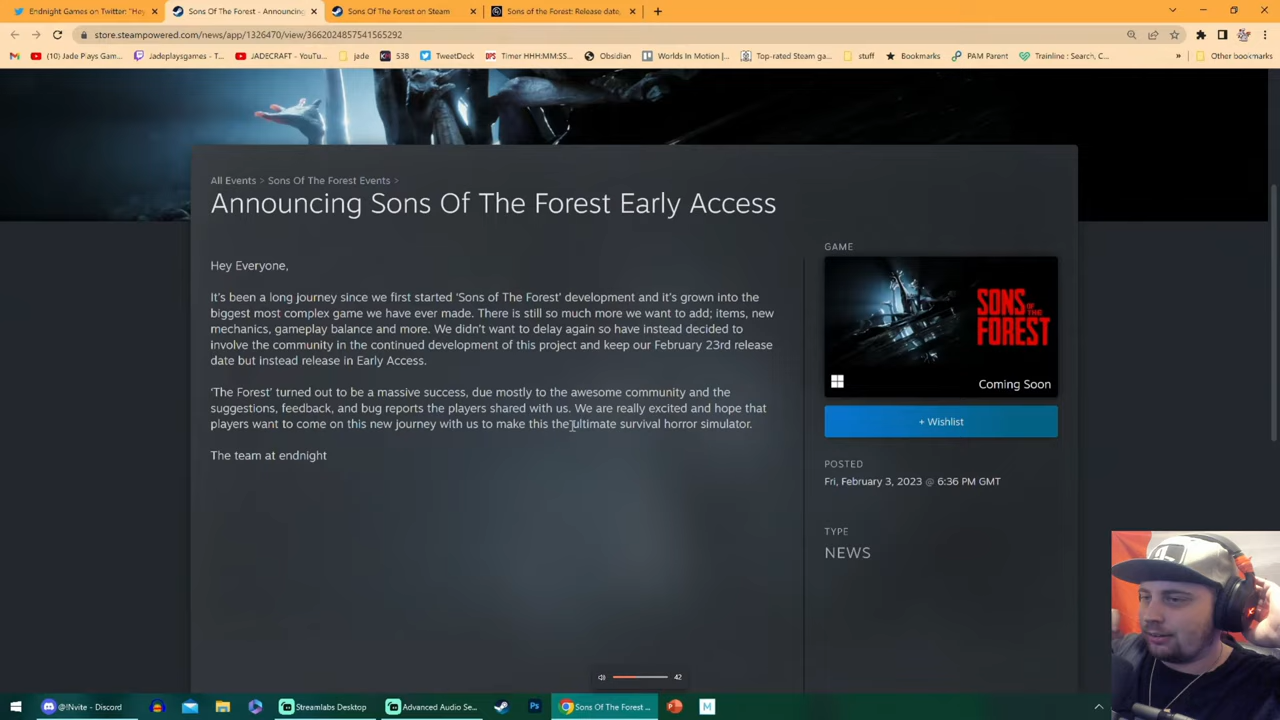 Endnight Games on Twitter: "Hey
Sons Of The Forest - Announcing
Sons Of The Forest on Steam
Sons of the Forest: Release date,
store.steampowered.com/news/app/1326470/view/3662024857541565292
(10) Jade Plays Gam...
Jadeplaysgames - T...
JADECRAFT - YouTu...
538
TweetDeck
Timer HHH:MM:SS...
Obsidian
Worlds In Motion |...
Top-rated Steam ga...
stuff
Bookmarks
PAM Parent
Trainline : Search, C...
»
Other bookmarks
jade
All Events > Sons Of The Forest Events >
Announcing Sons Of The Forest Early Access
Hey Everyone,
It's been a long journey since we first started 'Sons of The Forest' development and it's grown into the
biggest most complex game we have ever made. There is still so much more we want to add; items, new
mechanics, gameplay balance and more. We didn't want to delay again so have instead decided to
involve the community in the continued development of this project and keep our February 23rd release
date but instead release in Early Access.
'The Forest' turned out to be a massive success, due mostly to the awesome community and the
suggestions, feedback, and bug reports the players shared with us. We are really excited and hope that
players want to come on this new journey with us to make this the ultimate survival horror simulator.
The team at endnight
GAME
SONS
OF THE
FOREST
Coming Soon
+ Wishlist
POSTED
Fri, February 3, 2023 @ 6:36 PM GMT
TYPE
NEWS
42
@!Nvite - Discord
Streamlabs Desktop
Advanced Audio Se...
Ps
Sons Of The Forest ...
M